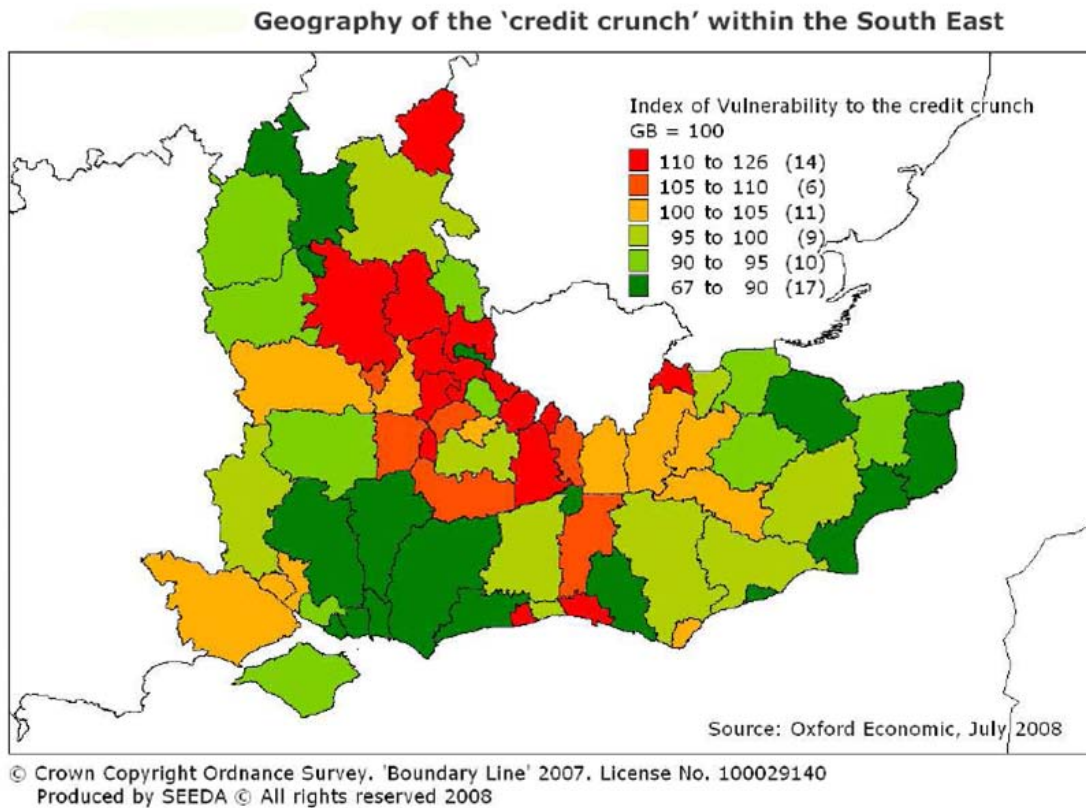 Geography of the ‘credit crunch’ within the South East
Index of Vulnerability to the credit crunch
GB = 100
110 to 126 (14)
105 to 110 (6)
100 to 105 (11)
95 to 100 (9)
90 to 95 (10)
67 to 90 (17)
Source: Oxford Economic, July 2008
© Crown Copyright Ordnance Survey. 'Boundary Line' 2007. License No. 100029140
Produced by SEEDA © All rights reserved 2008